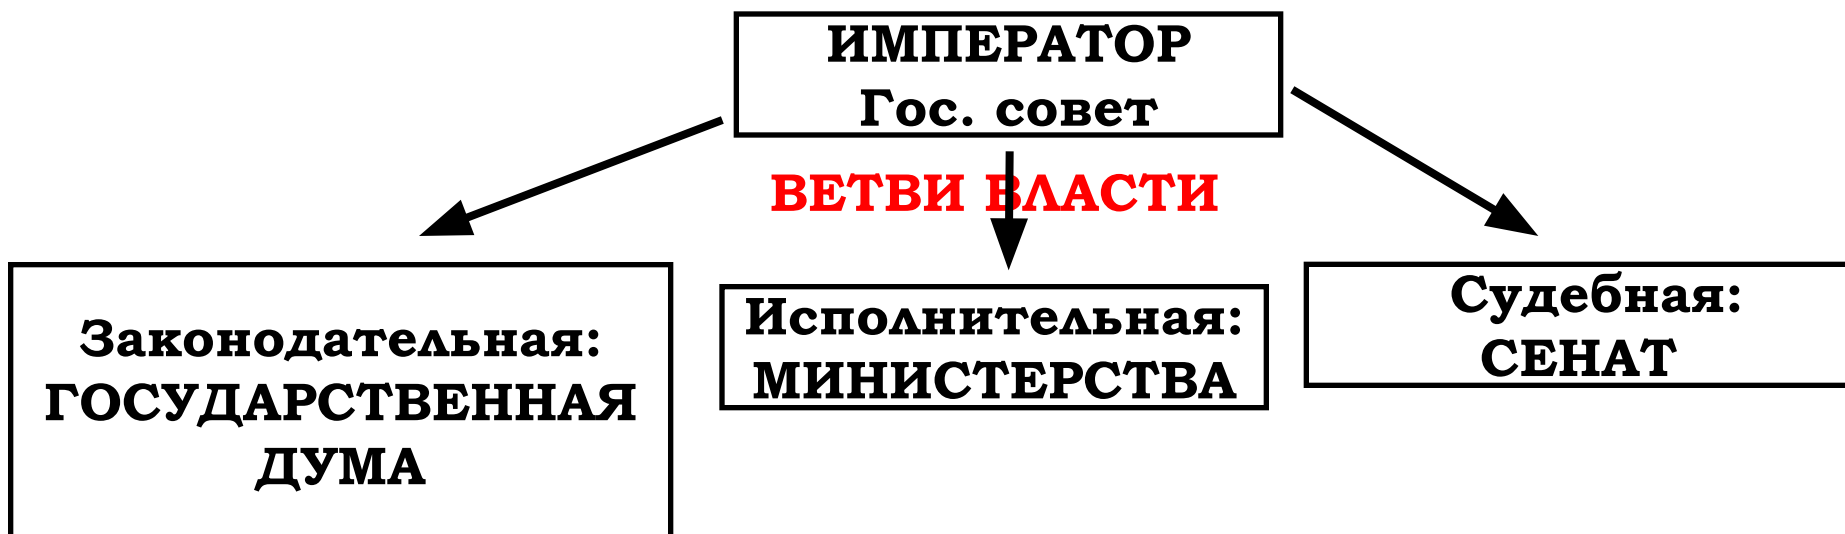 ИМПЕРАТОР
Гос. совет
ВЕТВИ ВЛАСТИ
Законодательная:
ГОСУДАРСТВЕННАЯ
ДУМА
Исполнительная:
МИНИСТЕРСТВА
Судебная:
СЕНАТ